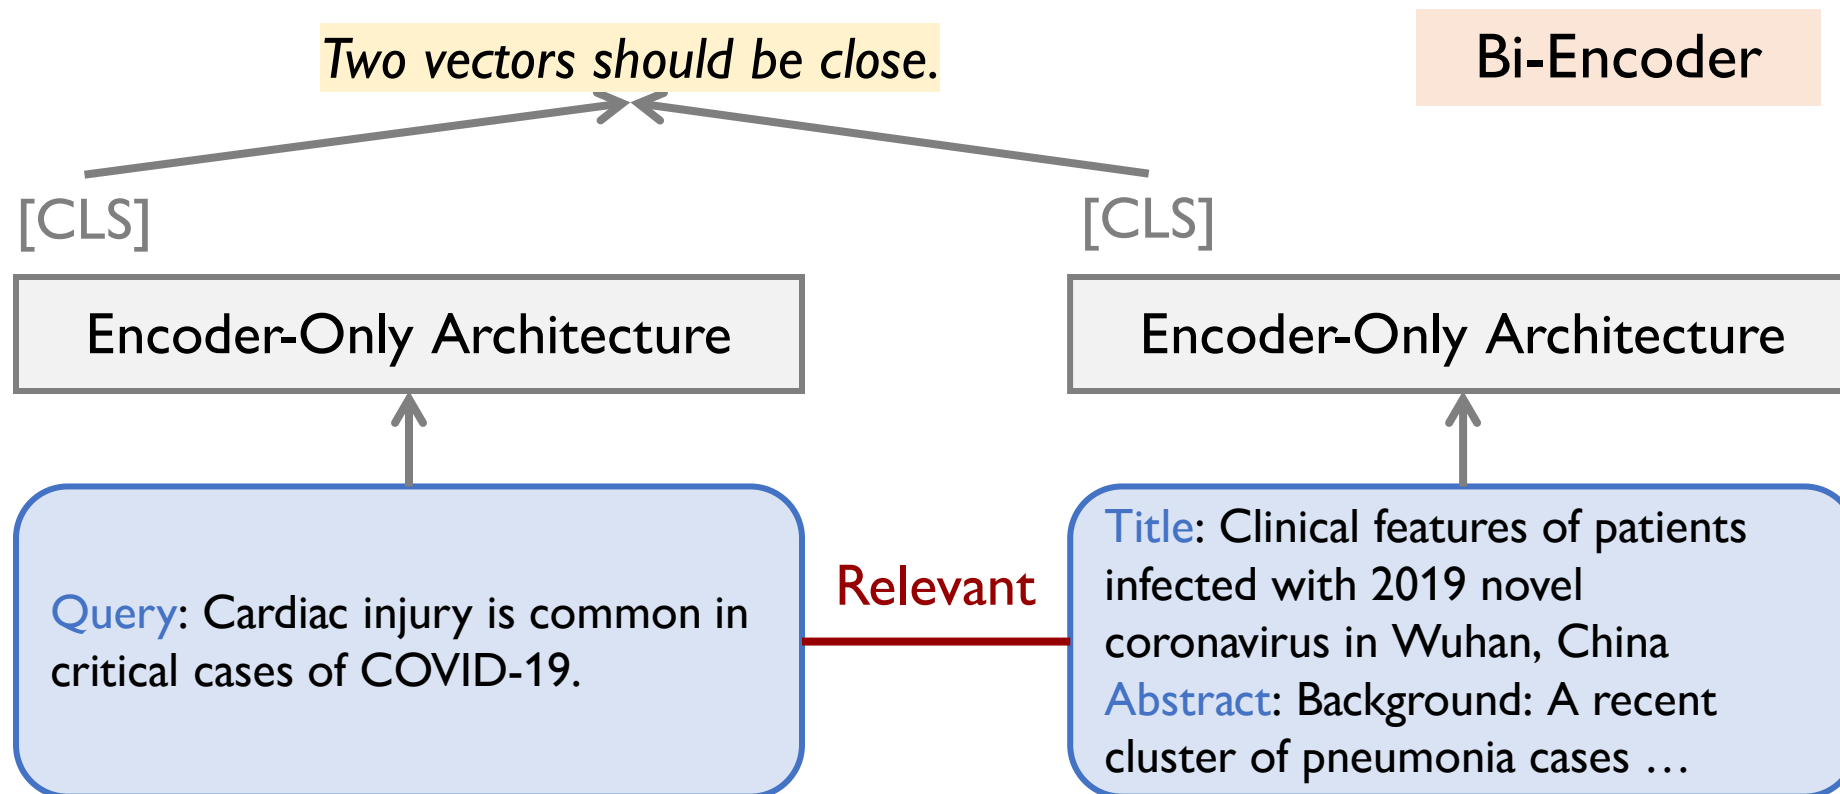 Two vectors should be close.
Bi-Encoder
[CLS]
[CLS]
Encoder-Only Architecture
Encoder-Only Architecture
Query: Cardiac injury is common in
critical cases of COVID-19.
Relevant
Title: Clinical features of patients
infected with 2019 novel
coronavirus in Wuhan, China
Abstract: Background: A recent
cluster of pneumonia cases …